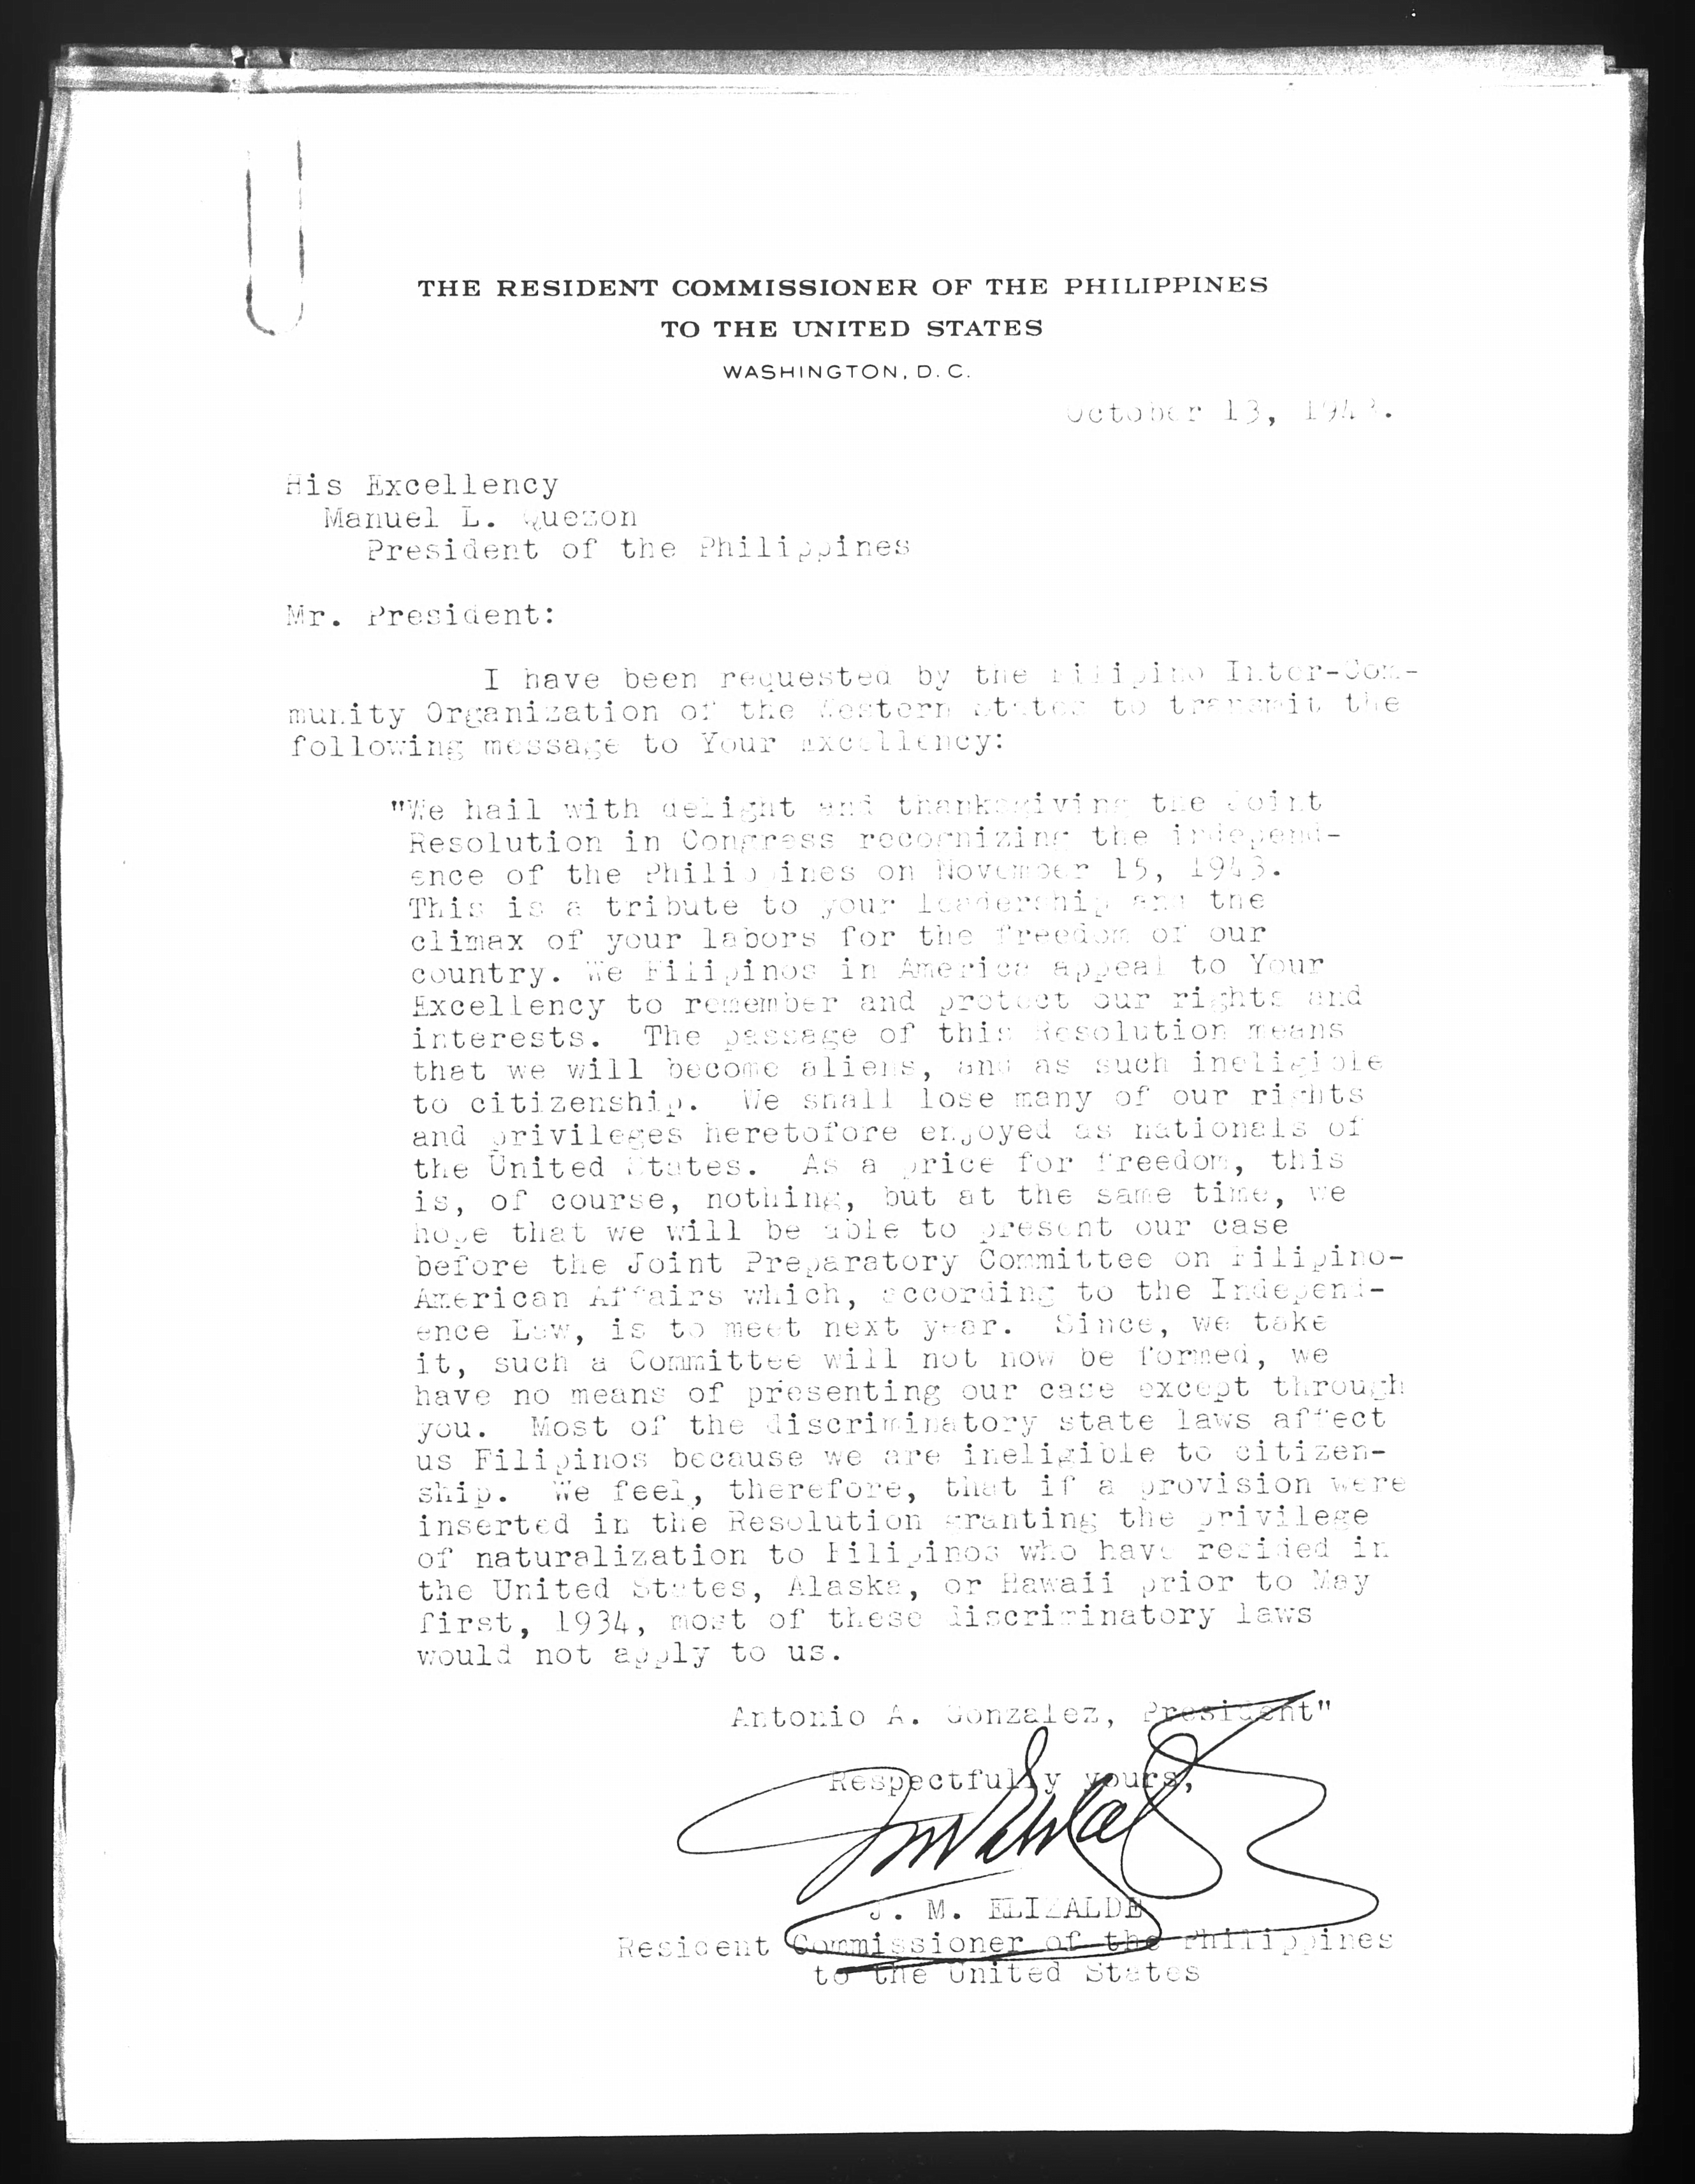 THE RESIDENT COMMISSIONER OF THE PHILIPPINES
TO THE UNITED STATES
WASHINGTON, D. C.
October 13, 1943.
His Excellency
Manuel L. Quezon
President of the Philippines
Mr. President:
I have been requested by the Filipino Inter-Com-
munity Organization of the Western States to transmit the
following message to Your Excellency:
"We hail with delight and thanksgiving the Joint
Resolution in Congress recognizing the independ-
ence of the Philippines on November 15, 1943.
This is a tribute to your leadership and the
climax of your labors for the freedom of our
country. We Filipinos in America appeal to Your
Excellency to remember and protect our rights and
interests. The passage of this Resolution means
that we will become aliens, and as such ineligible
to citizenship. We shall lose many of our rights
and privileges heretofore enjoyed as nationals of
the United States. As a price for freedom, this
is, of course, nothing, but at the same time, we
hope that we will be able to present our case
before the Joint Preparatory Committee on Filipino-
American Affairs which, according to the Independ-
ence Law, is to meet next year. Since, we take
it, such a Committee will not now be formed, we
have no means of presenting our case except through
you. Most of the discriminatory state laws affect
us Filipinos because we are ineligible to citizen-
ship. We feel, therefore, that if a provision were
inserted in the Resolution granting the privilege
of naturalization to Filipinos who have resided in
the United States, Alaska, or Hawaii prior to May
first, 1934, most of these discriminatory laws
would not apply to us.
Antonio A. Gonzalez, President"
Respectfully yours,
J. M. ELIZALDE
Resident Commissioner of the Philippines
to the United States